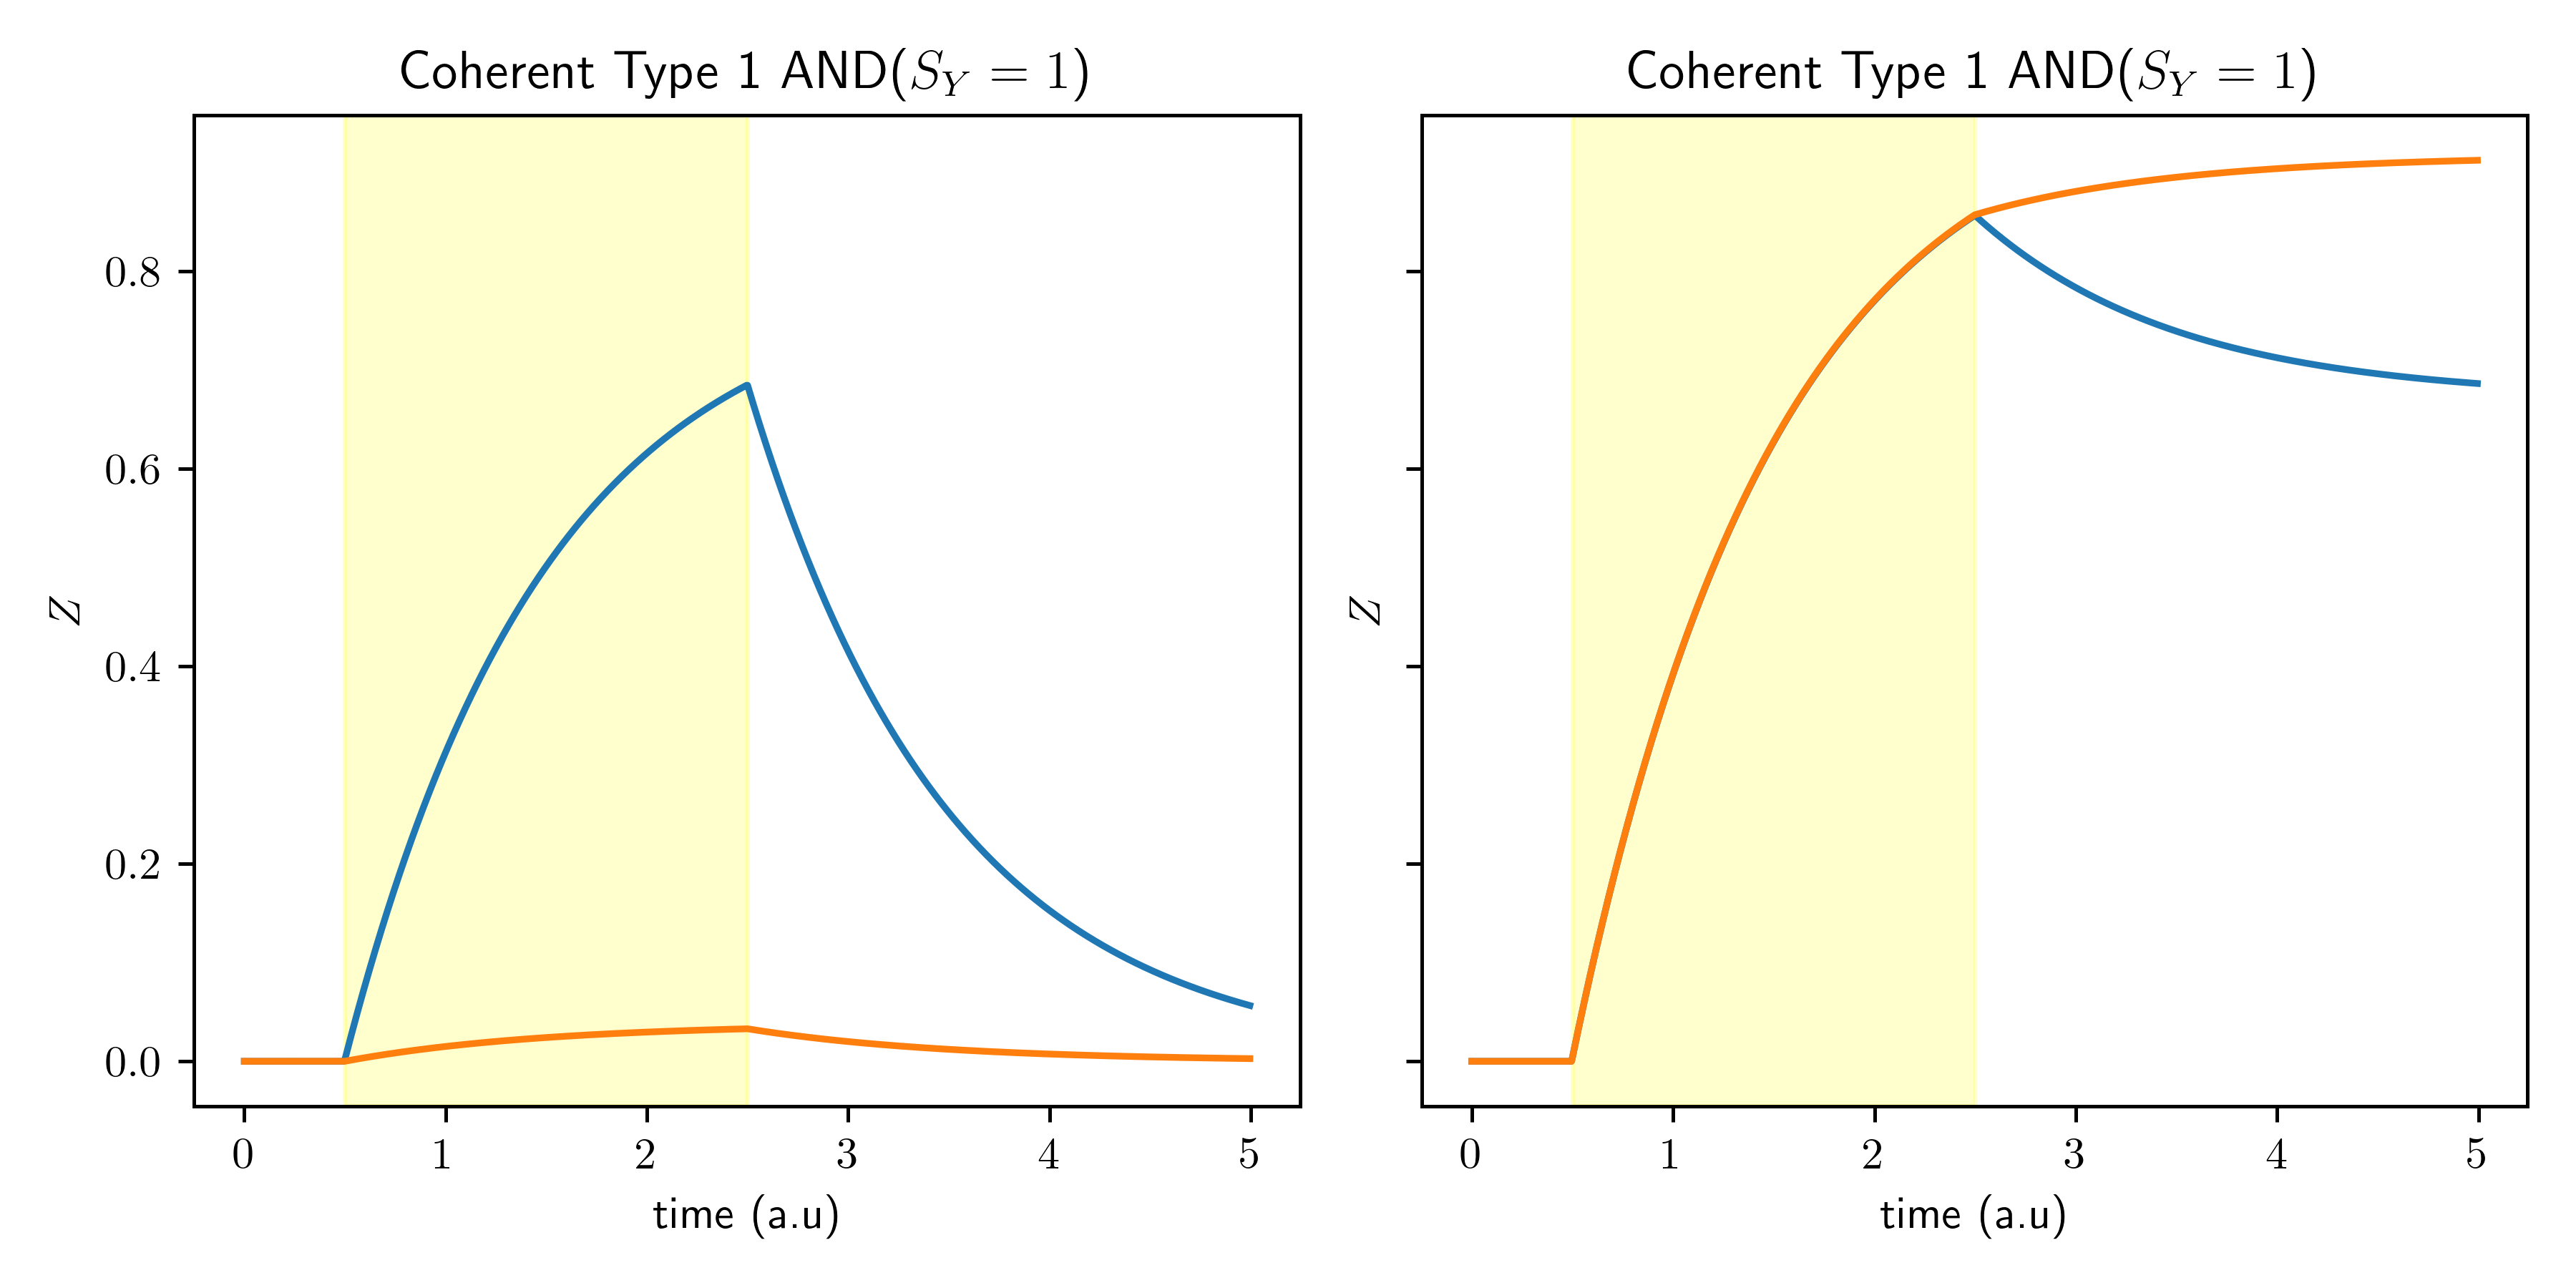 Coherent Type 1 AND(S_Y = 1)
Z
0.8
0.6
0.4
0.2
0.0
0 1 2 3 4 5
time (a.u)
Coherent Type 1 AND(S_Y = 1)
Z
0 1 2 3 4 5
time (a.u)